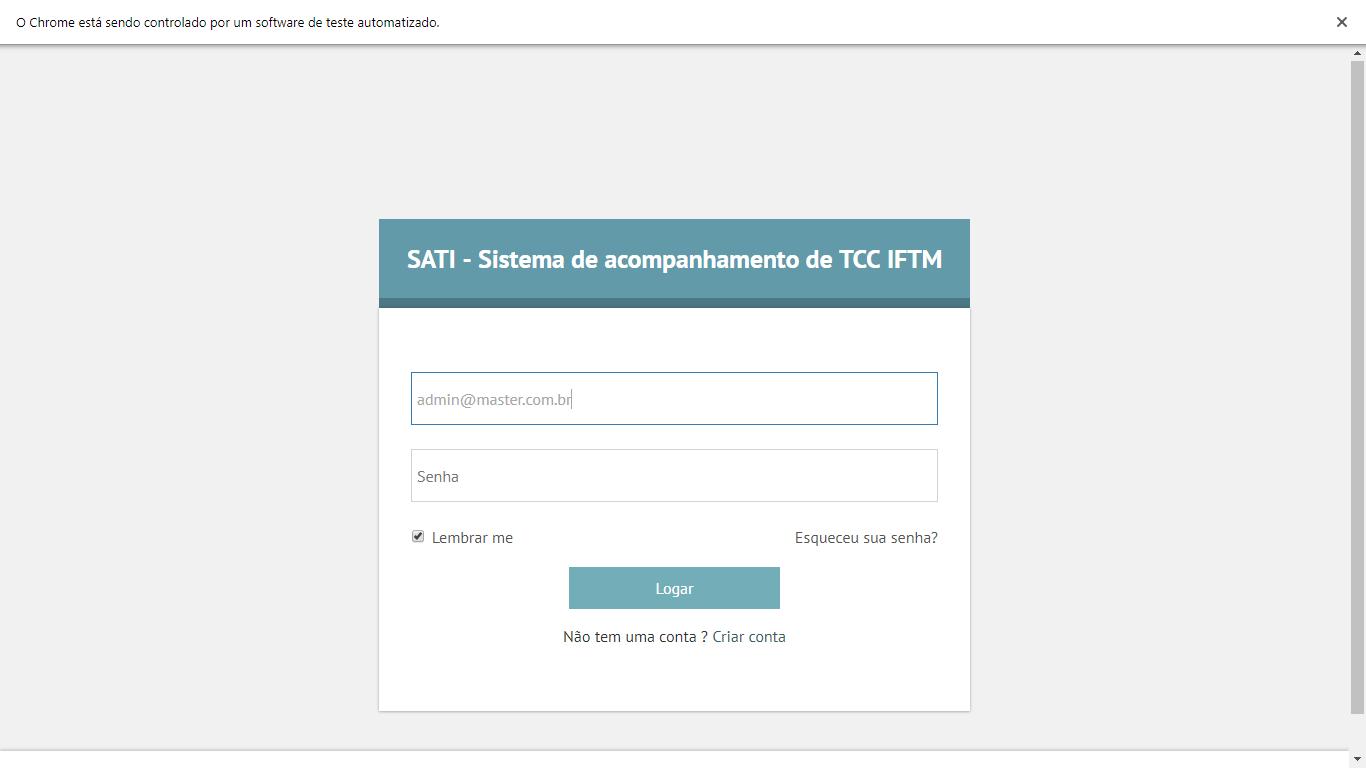 O Chrome está sendo controlado por um software de teste automatizado.
SATI - Sistema de acompanhamento de TCC IFTM
admin@master.com.br
Senha
Lembrar me
Esqueceu sua senha?
Logar
Não tem uma conta ? Criar conta